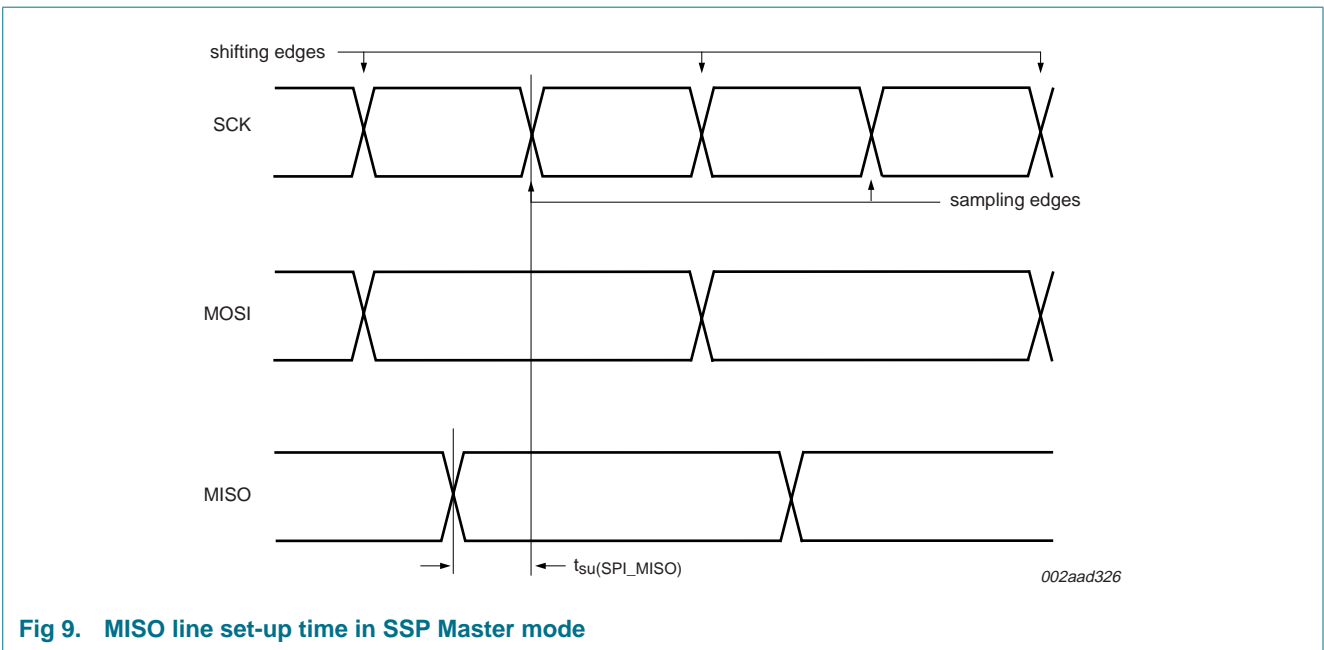 shifting edges
SCK
sampling edges
MOSI
MISO
tsu(SPI_MISO)
002aad326
Fig 9. MISO line set-up time in SSP Master mode